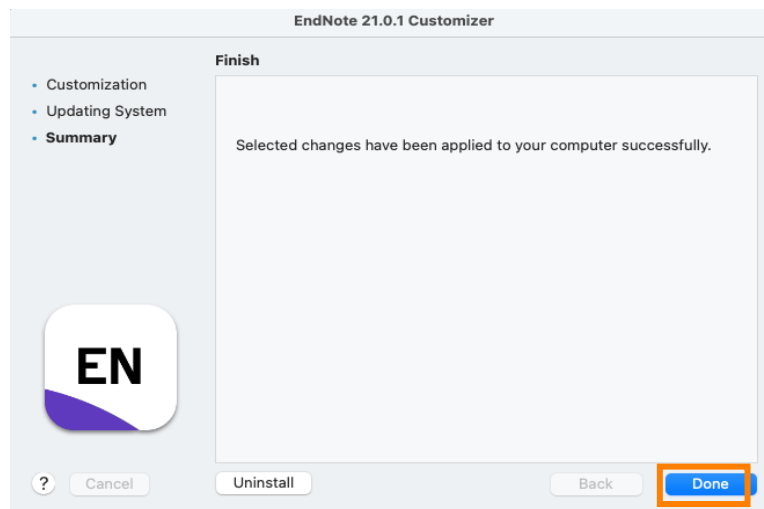 EndNote 21.0.1 Customizer
Finish
Customization
Updating System
Summary
Selected changes have been applied to your computer successfully.
EN
? Cancel Uninstall Back Done